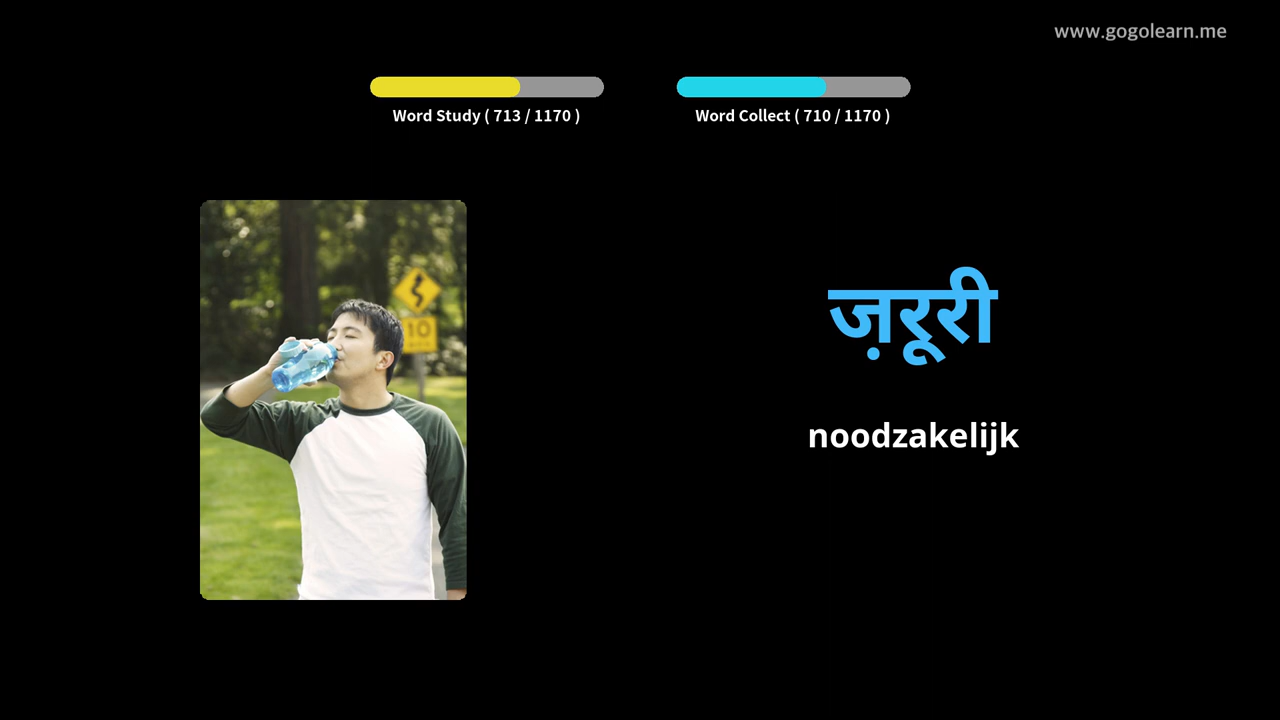 www.gogolearn.me
Word Study ( 713 / 1170 )
Word Collect ( 710 / 1170 )
10
ज़रूरी
noodzakelijk